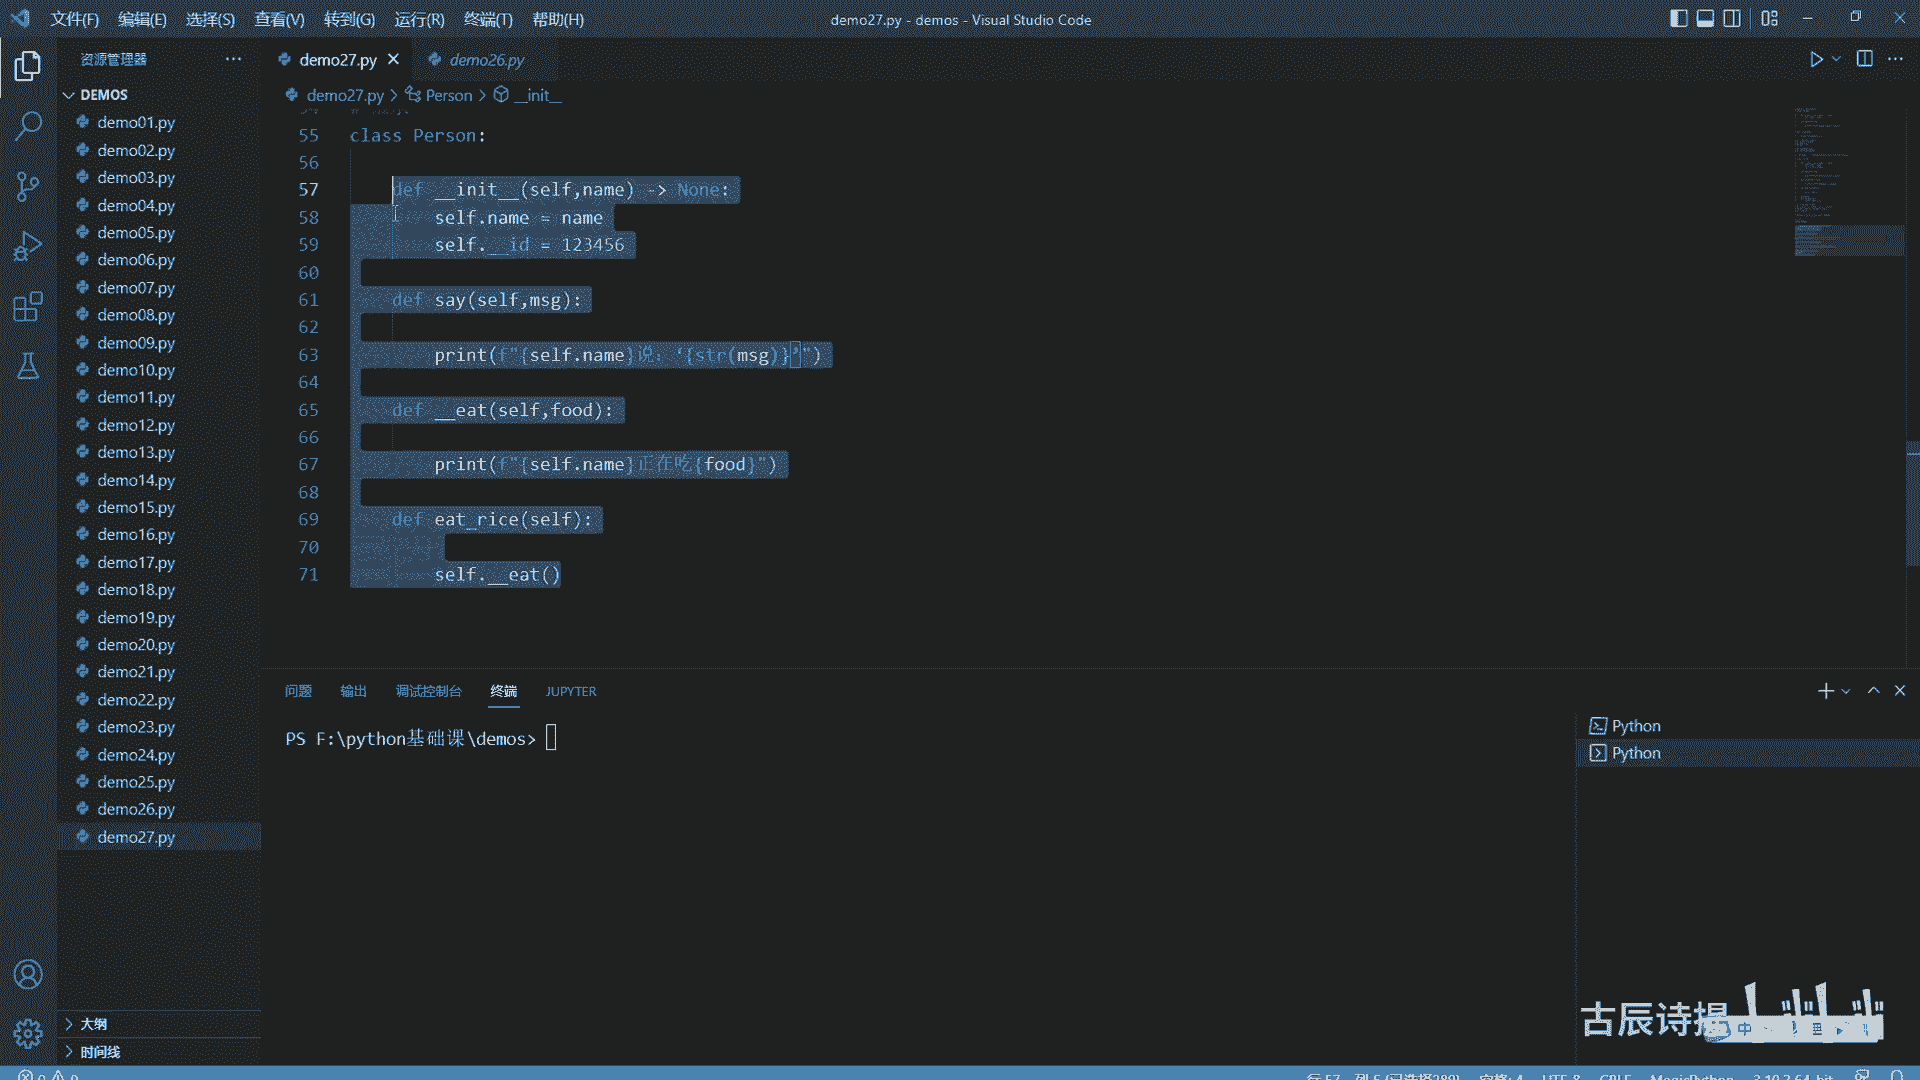 文件(F) 编辑(E) 选择(S) 查看(V) 转到(G) 运行(R) 终端(T) 帮助(H) demo27.py - demos - Visual Studio Code
资源管理器
DEMOS
demo01.py
demo02.py
demo03.py
demo04.py
demo05.py
demo06.py
demo07.py
demo08.py
demo09.py
demo10.py
demo11.py
demo12.py
demo13.py
demo14.py
demo15.py
demo16.py
demo17.py
demo18.py
demo19.py
demo20.py
demo21.py
demo22.py
demo23.py
demo24.py
demo25.py
demo26.py
demo27.py
大纲
时间线
demo27.py demo26.py
demo27.py > Person > __init__
55 class Person:
56
57 def __init__(self,name) -> None:
58 self.name = name
59 self.__id = 123456
60
61 def say(self,msg):
62
63 print(f"{self.name}说：‘{str(msg)}’")
64
65 def __eat(self,food):
66
67 print(f"{self.name}正在吃{food}")
68
69 def eat_rice(self):
70
71 self.__eat()
问题 输出 调试控制台 终端 JUPYTER
PS F:\python基础课\demos>
Python
Python
古辰诗提
中